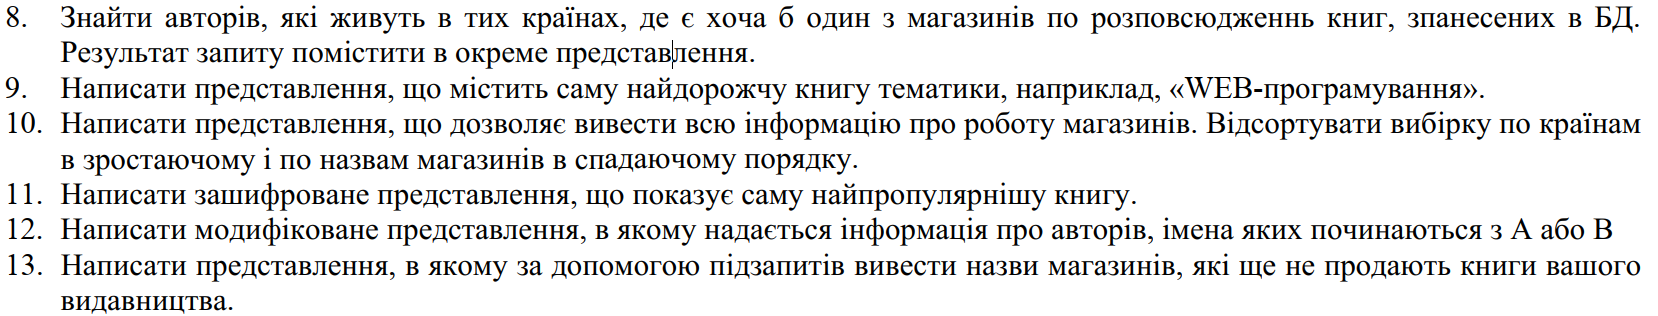 8. Знайти авторів, які живуть в тих країнах, де є хоча б один з магазинів по розповсюдженнь книг, зпанесених в БД.
Результат запиту помістити в окреме представлення.
9. Написати представлення, що містить саму найдорожчу книгу тематики, наприклад, «WEB-програмування».
10. Написати представлення, що дозволяє вивести всю інформацію про роботу магазинів. Відсортувати вибірку по країнам
в зростаючому і по назвам магазинів в спадаючому порядку.
11. Написати зашифроване представлення, що показує саму найпропулярнішу книгу.
12. Написати модифіковане представлення, в якому надається інформація про авторів, імена яких починаються з А або В
13. Написати представлення, в якому за допомогою підзапитів вивести назви магазинів, які ще не продають книги вашого
видавництва.